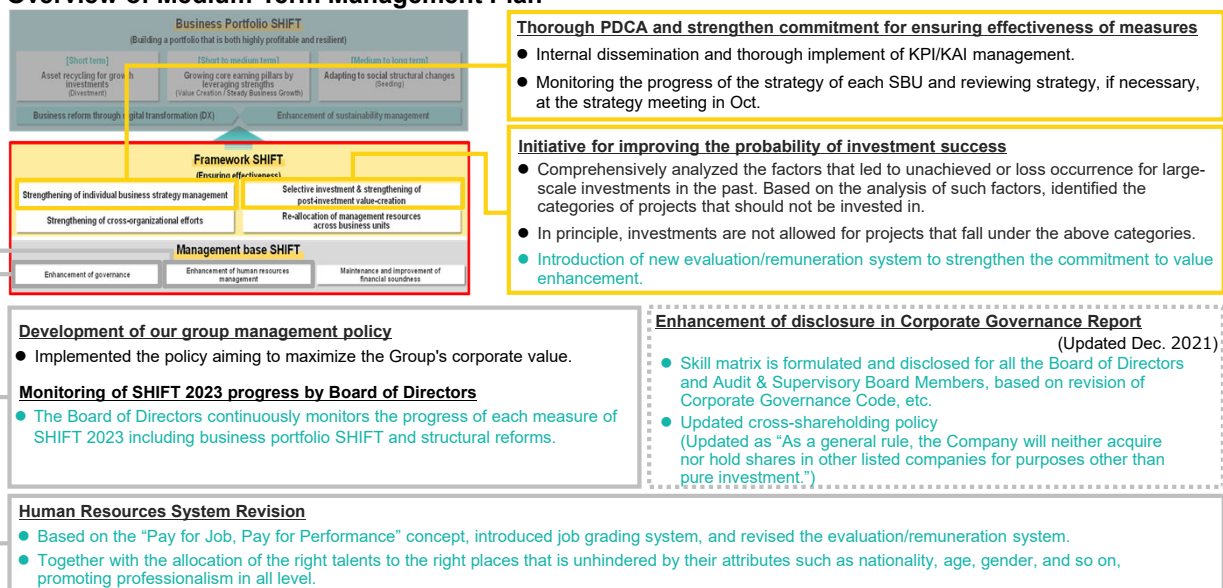 Overview of Medium Term Management Plan
Business Portfolio SHIFT
(Building a portfolio that is both highly profitable and resilient)
[Short term]
Asset recycling for growth
investments
(Divestment)
[Short to medium term]
Growing core earning pillars by
leveraging strengths
(Value Creation / Steady Business Growth)
[Medium to long term]
Adapting to social structural changes
(Seeding)
Business reform through digital transformation (DX)
Enhancement of sustainability management
Framework SHIFT
(Ensuring effectiveness)
Strengthening of individual business strategy management
Selective investment & strengthening of
post-investment value-creation
Strengthening of cross-organizational efforts
Re-allocation of management resources
across business units
Management base SHIFT
Enhancement of governance
Enhancement of human resources
management
Maintenance and improvement of
financial soundness
Thorough PDCA and strengthen commitment for ensuring effectiveness of measures
● Internal dissemination and thorough implement of KPI/KAI management.
● Monitoring the progress of the strategy of each SBU and reviewing strategy, if necessary,
at the strategy meeting in Oct.
Initiative for improving the probability of investment success
● Comprehensively analyzed the factors that led to unachieved or loss occurrence for large-
scale investments in the past. Based on the analysis of such factors, identified the
categories of projects that should not be invested in.
● In principle, investments are not allowed for projects that fall under the above categories.
● Introduction of new evaluation/remuneration system to strengthen the commitment to value
enhancement.
Development of our group management policy
● Implemented the policy aiming to maximize the Group's corporate value.
Monitoring of SHIFT 2023 progress by Board of Directors
● The Board of Directors continuously monitors the progress of each measure of
SHIFT 2023 including business portfolio SHIFT and structural reforms.
Enhancement of disclosure in Corporate Governance Report
(Updated Dec. 2021)
● Skill matrix is formulated and disclosed for all the Board of Directors
and Audit & Supervisory Board Members, based on revision of
Corporate Governance Code, etc.
● Updated cross-shareholding policy
(Updated as “As a general rule, the Company will neither acquire
nor hold shares in other listed companies for purposes other than
pure investment.”)
Human Resources System Revision
● Based on the “Pay for Job, Pay for Performance” concept, introduced job grading system, and revised the evaluation/remuneration system.
● Together with the allocation of the right talents to the right places that is unhindered by their attributes such as nationality, age, gender, and so on,
promoting professionalism in all level.